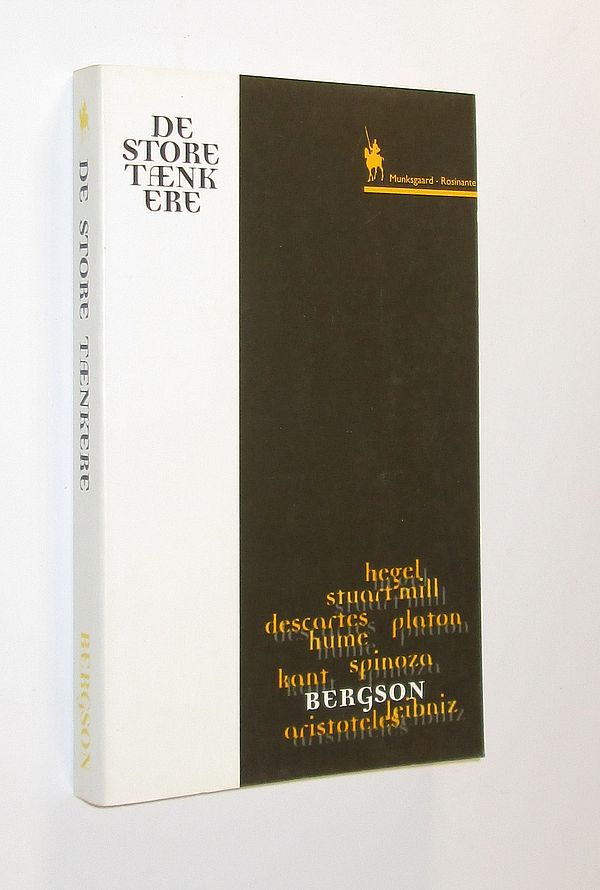 DE STORE TÆNKERE
BERGSON
DE
STORE
TÆNK
ERE
Munksgaard · Rosinante
hegel
stuart mill
descartes platon
hume
kant spinoza
BERGSON
leibniz
aristoteles